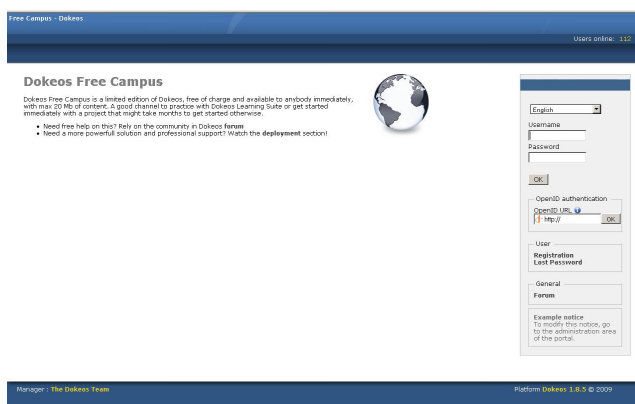 Free Campus - Dokeos
Users online: 112
Dokeos Free Campus
Dokeos Free Campus is a limited edition of Dokeos, free of charge and available to anybody immediately,
with max 20 Mb of content. A good channel to practice with Dokeos Learning Suite or get started
immediately with a project that might take months to get started otherwise.
Need free help on this? Rely on the community in Dokeos forum
Need a more powerfull solution and professional support? Watch the deployment section!
English
Username
Password
OK
OpenID authentication
OpenID URL
http://
OK
User
Registration
Lost Password
General
Forum
Example notice
To modify this notice, go
to the administration area
of the portal.
Manager : The Dokeos Team
Platform Dokeos 1.8.5 © 2009